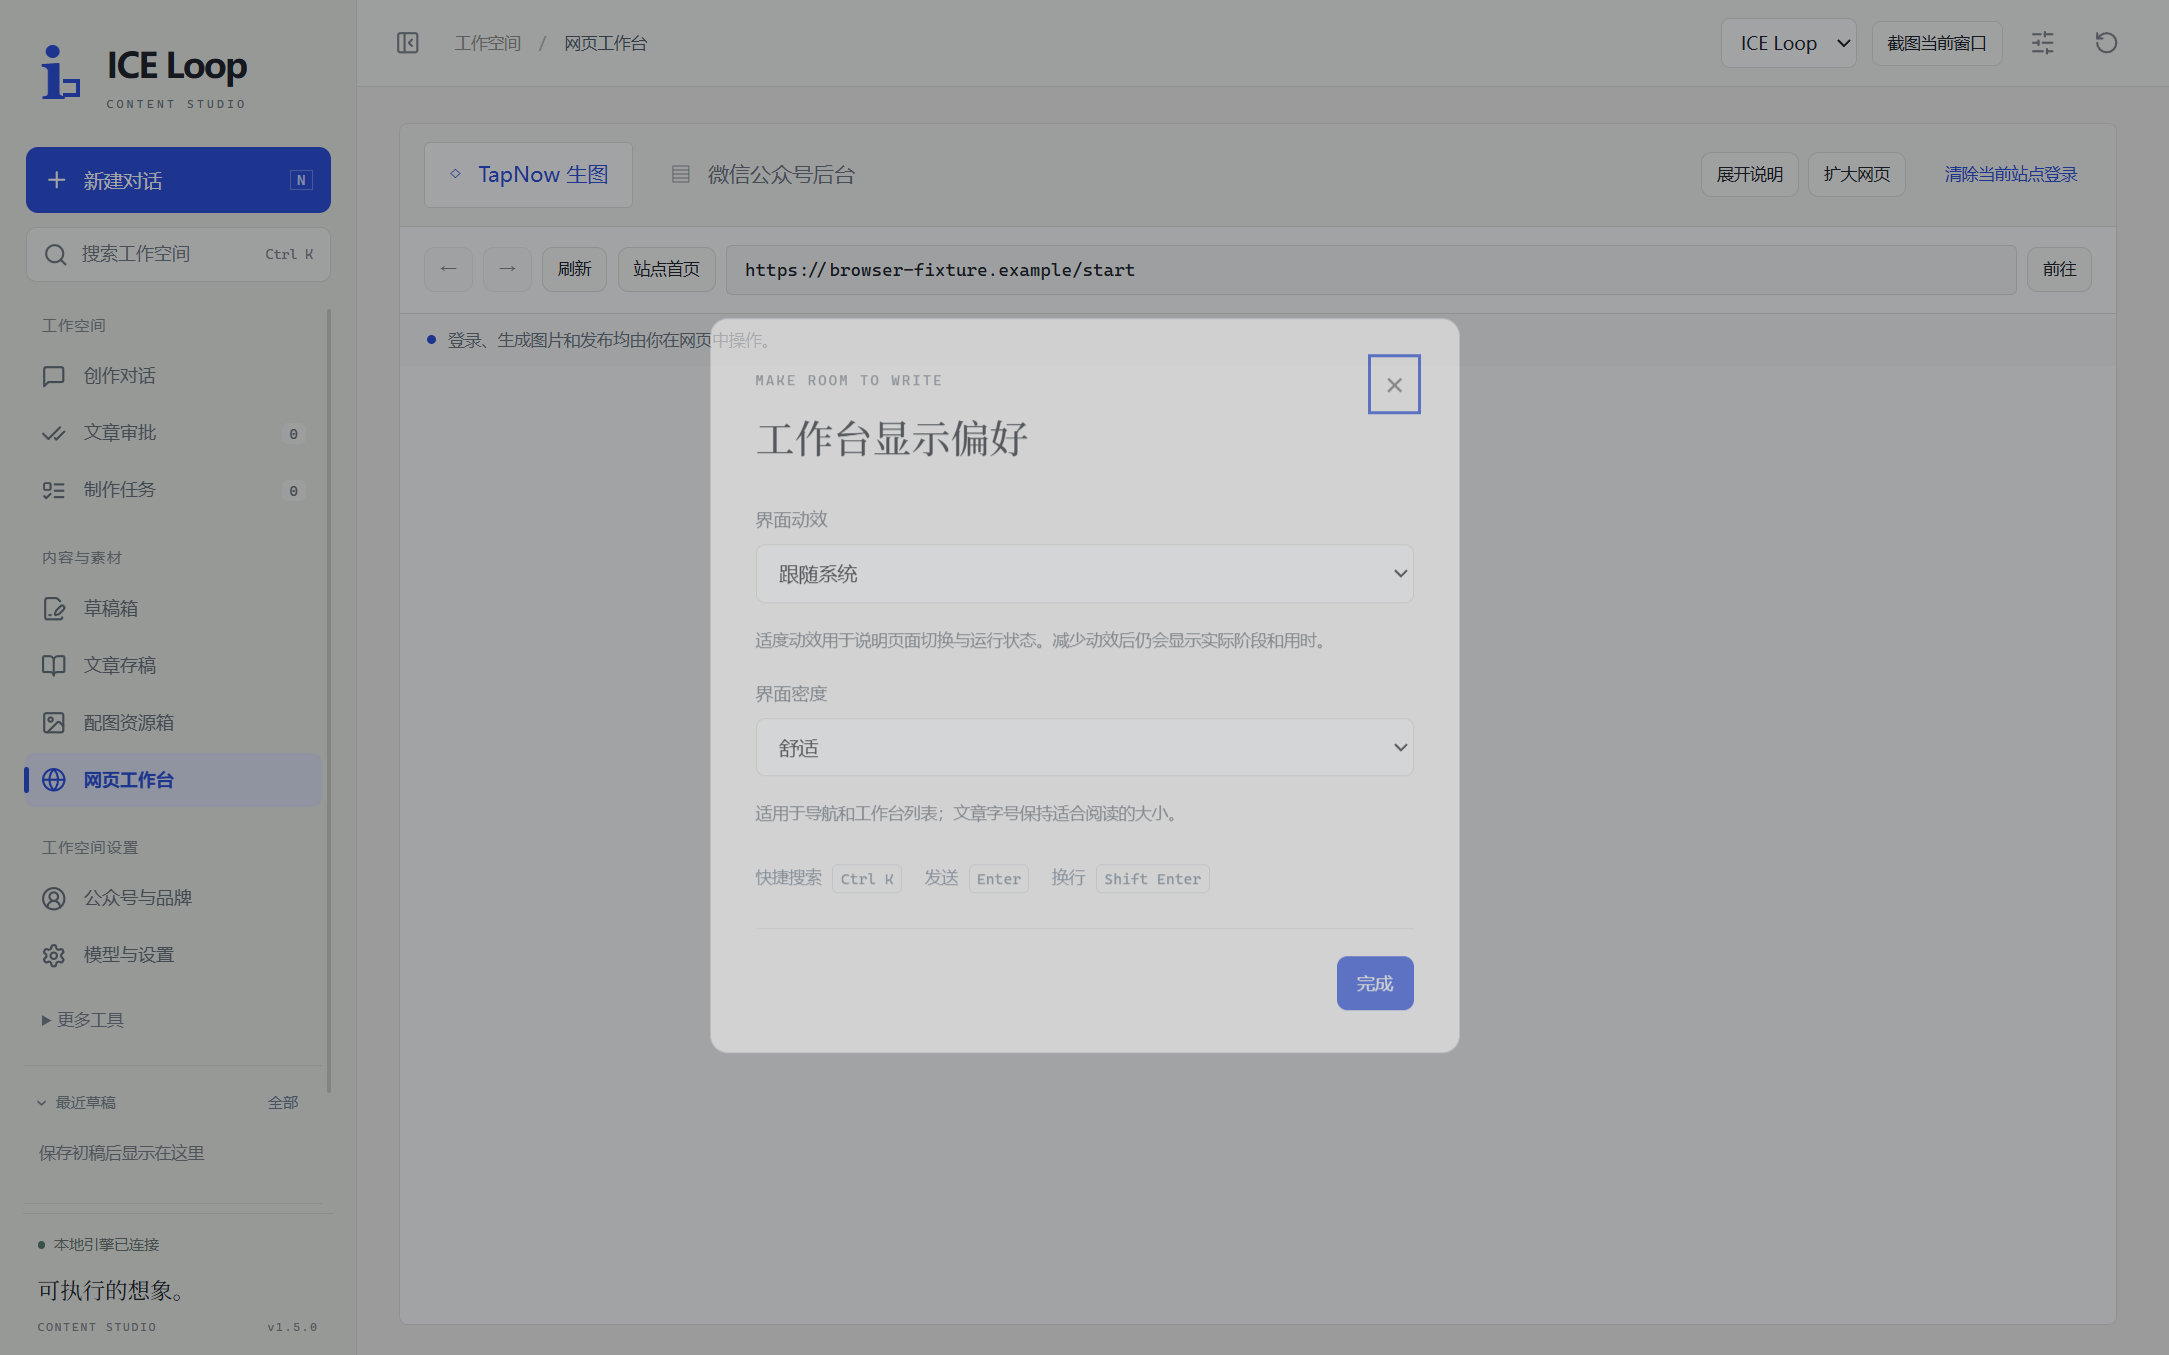 ICE Loop
CONTENT STUDIO
新建对话 N
搜索工作空间 Ctrl K
工作空间
创作对话
文章审批 0
制作任务 0
内容与素材
草稿箱
文章存稿
配图资源箱
网页工作台
工作空间设置
公众号与品牌
模型与设置
更多工具
最近草稿 全部
保存初稿后显示在这里
本地引擎已连接
可执行的想象。
CONTENT STUDIO v1.5.0
工作空间 / 网页工作台 ICE Loop 截图当前窗口
TapNow 生图 微信公众号后台 展开说明 扩大网页 清除当前站点登录
← → 刷新 站点首页 https://browser-fixture.example/start 前往
登录、生成图片和发布均由你在网页中操作。
MAKE ROOM TO WRITE
工作台显示偏好
界面动效
跟随系统
适度动效用于说明页面切换与运行状态。减少动效后仍会显示实际阶段和用时。
界面密度
舒适
适用于导航和工作台列表；文章字号保持适合阅读的大小。
快捷搜索 Ctrl K 发送 Enter 换行 Shift Enter
完成